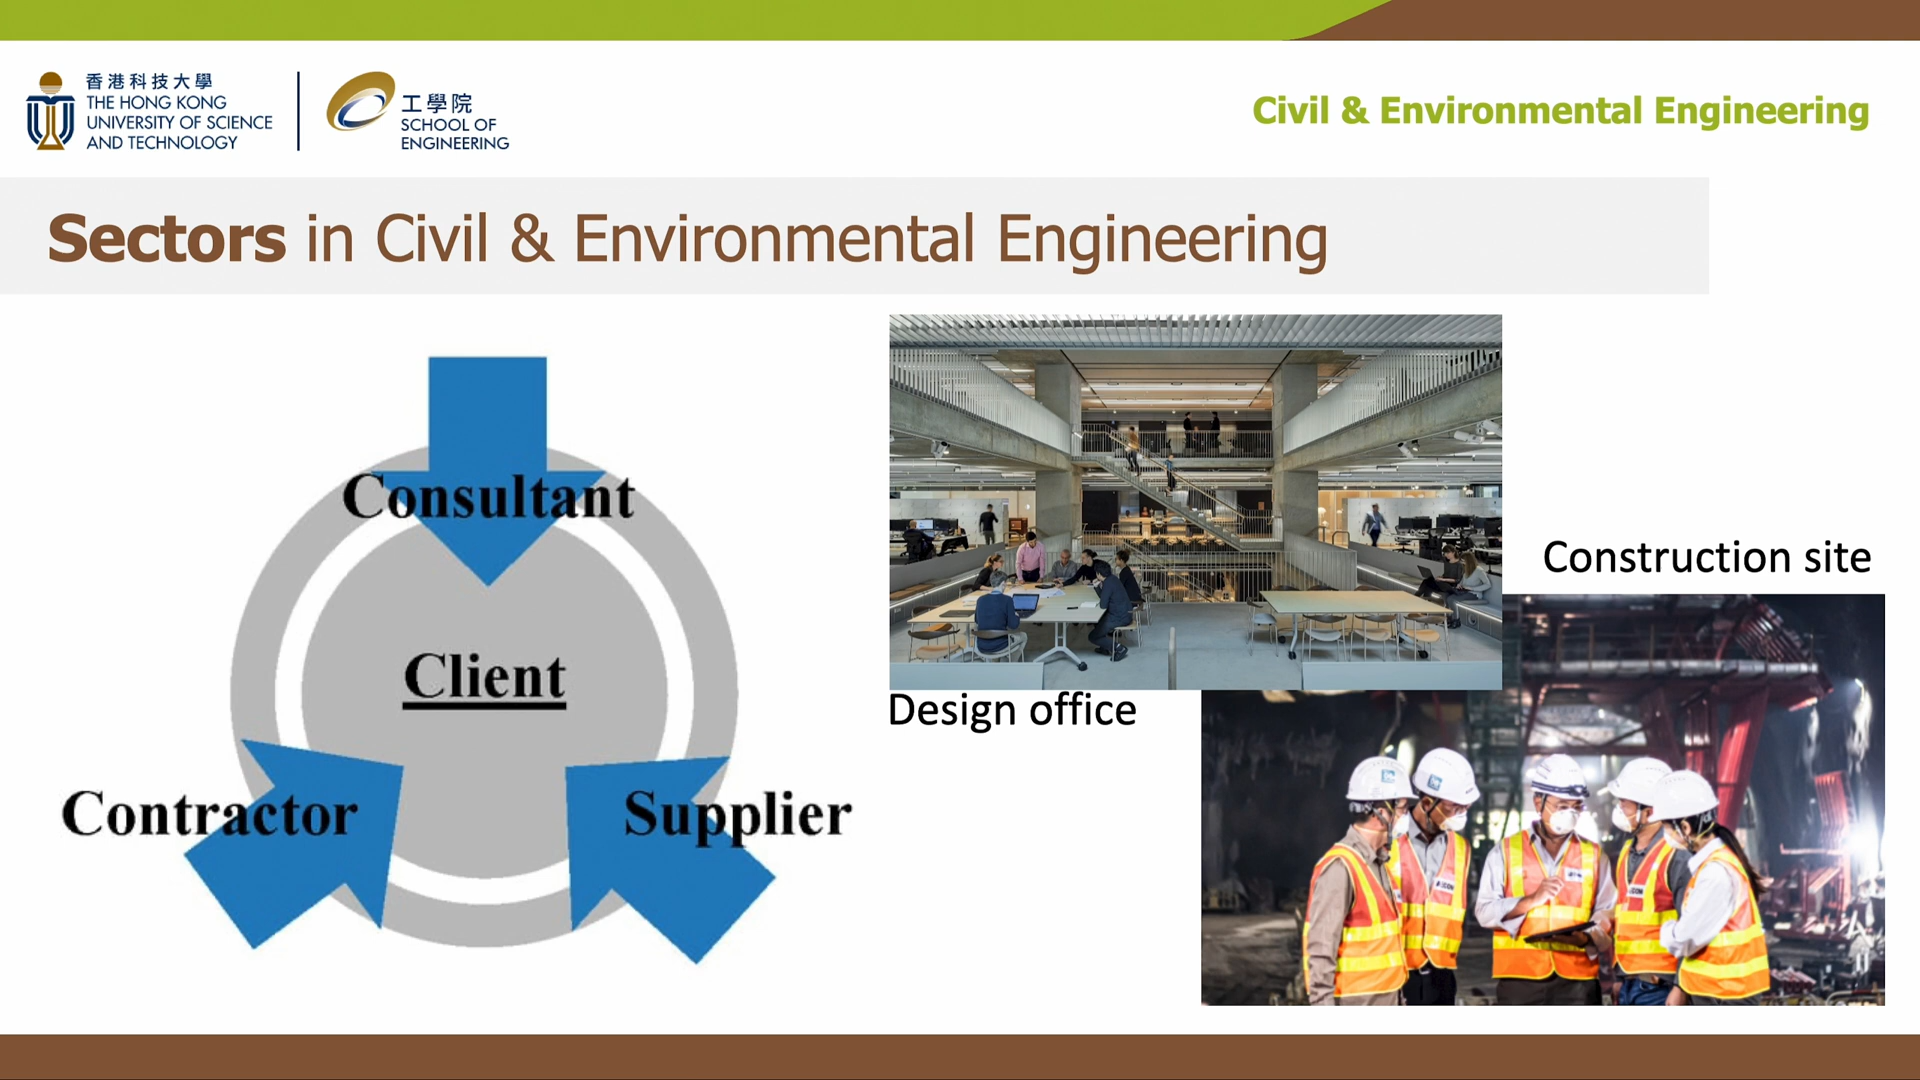 香港科技大學
THE HONG KONG
UNIVERSITY OF SCIENCE
AND TECHNOLOGY
工學院
SCHOOL OF
ENGINEERING
Civil & Environmental Engineering
Sectors in Civil & Environmental Engineering
Consultant
Client
Contractor
Supplier
Design office
Construction site